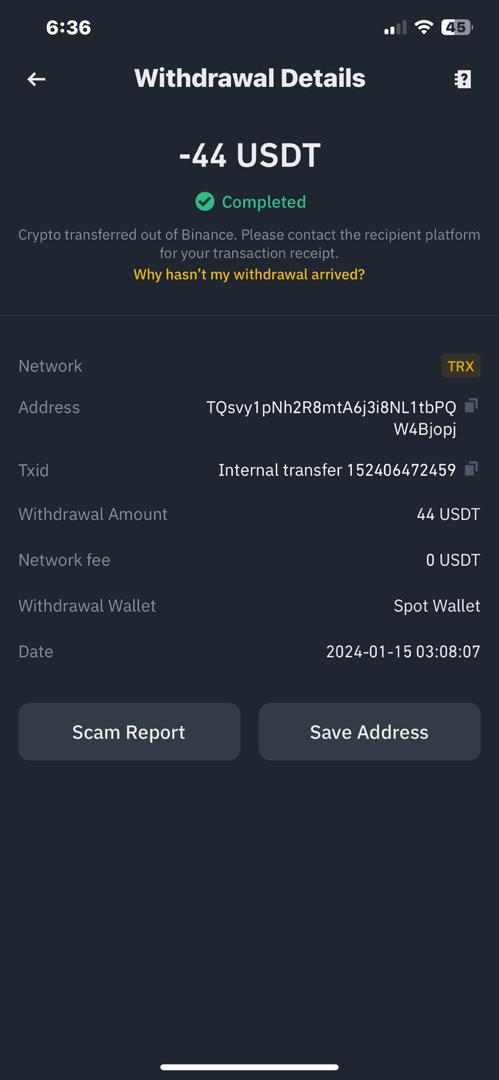 6:36
45
Withdrawal Details
-44 USDT
Completed
Crypto transferred out of Binance. Please contact the recipient platform
for your transaction receipt.
Why hasn't my withdrawal arrived?
Network
TRX
Address
TQsvy1pNh2R8mtA6j3i8NL1tbPQ
W4Bjopj
Txid
Internal transfer 152406472459
Withdrawal Amount
44 USDT
Network fee
0 USDT
Withdrawal Wallet
Spot Wallet
Date
2024-01-15 03:08:07
Scam Report
Save Address